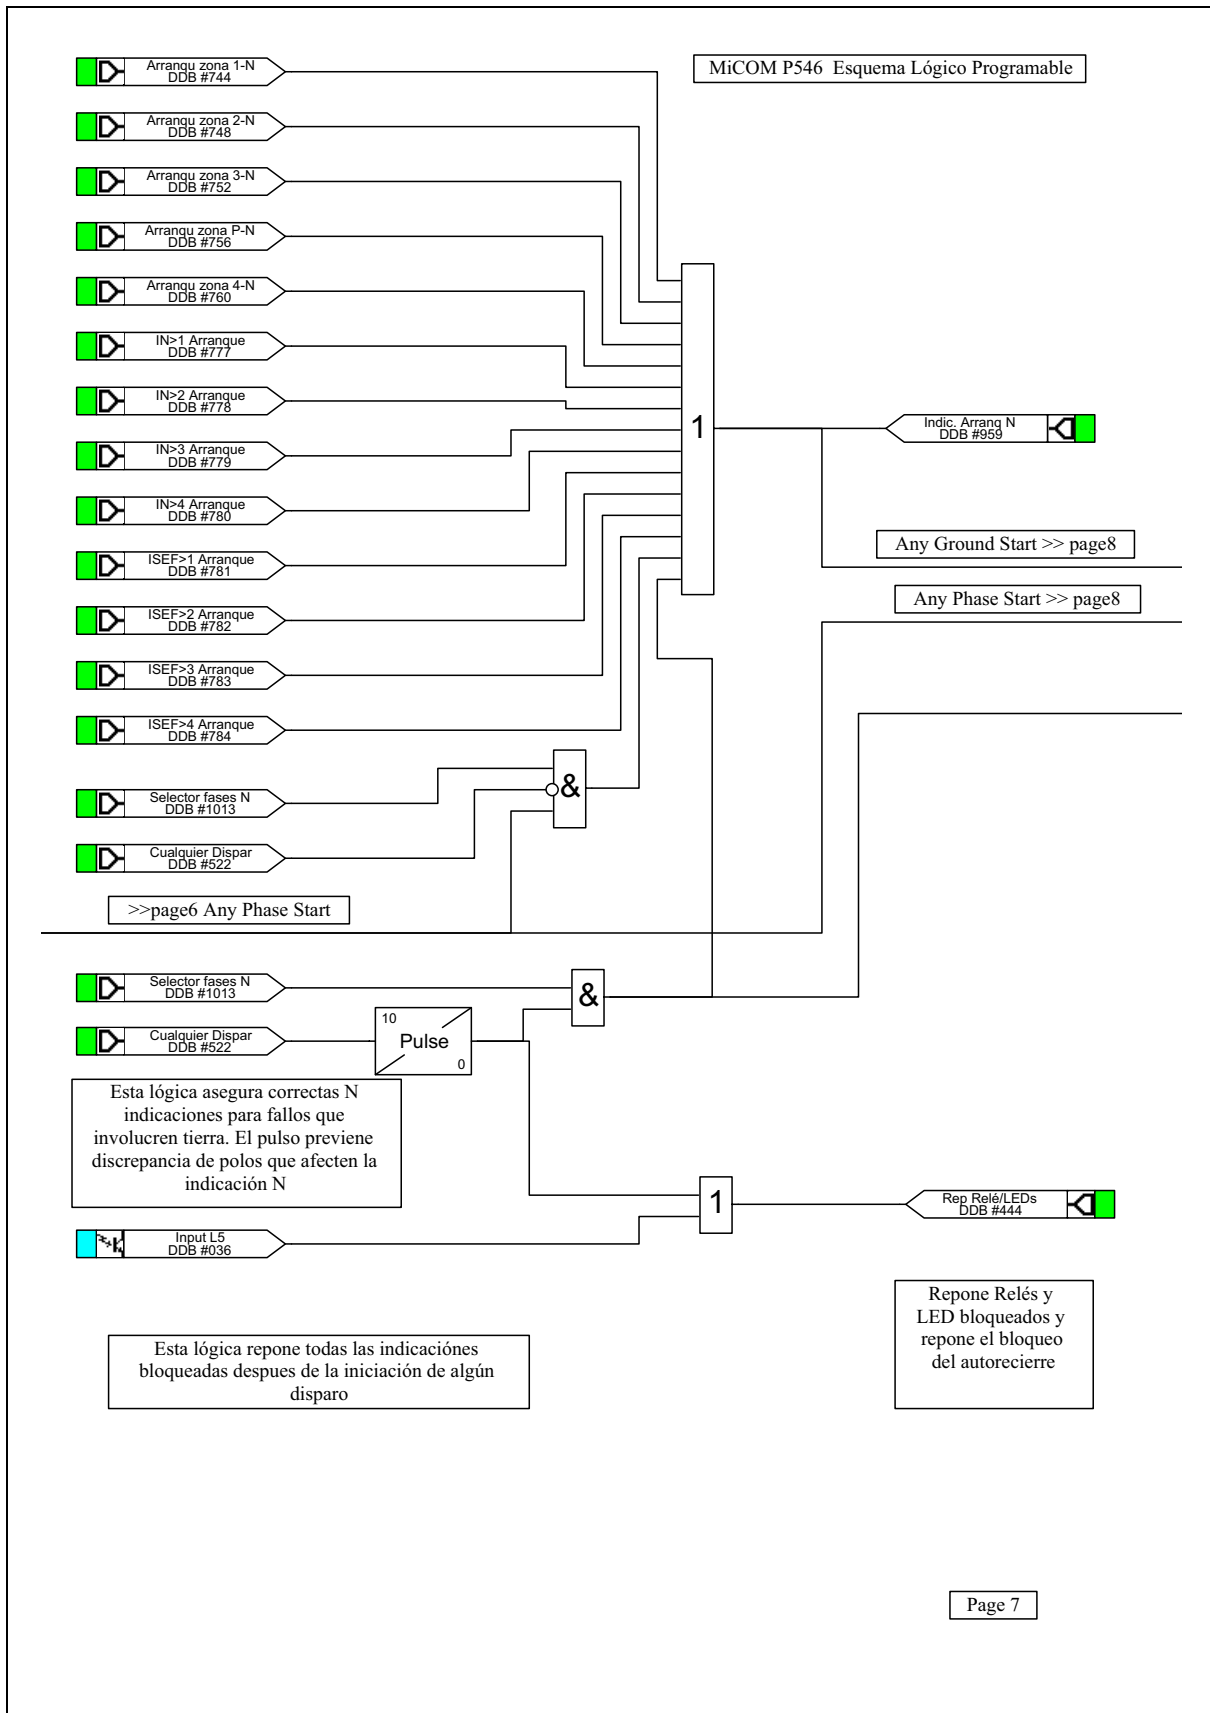 MiCOM P546  Esquema Lógico Programable
Arranqu zona 1-N
DDB #744
Arranqu zona 2-N
DDB #748
Arranqu zona 3-N
DDB #752
Arranqu zona P-N
DDB #756
Arranqu zona 4-N
DDB #760
IN>1 Arranque
DDB #777
IN>2 Arranque
DDB #778
IN>3 Arranque
DDB #779
IN>4 Arranque
DDB #780
ISEF>1 Arranque
DDB #781
ISEF>2 Arranque
DDB #782
ISEF>3 Arranque
DDB #783
ISEF>4 Arranque
DDB #784
1
Indic. Arranq N
DDB #959
Any Ground Start >> page8
Any Phase Start >> page8
Selector fases N
DDB #1013
Cualquier Dispar
DDB #522
&
>>page6 Any Phase Start
Selector fases N
DDB #1013
&
Cualquier Dispar
DDB #522
10
Pulse
0
Esta lógica asegura correctas N
indicaciones para fallos que
involucren tierra. El pulso previene
discrepancia de polos que afecten la
indicación N
1
Rep Relé/LEDs
DDB #444
Input L5
DDB #036
Repone Relés y
LED bloqueados y
repone el bloqueo
del autorecierre
Esta lógica repone todas las indicaciónes
bloqueadas despues de la iniciación de algún
disparo
Page 7